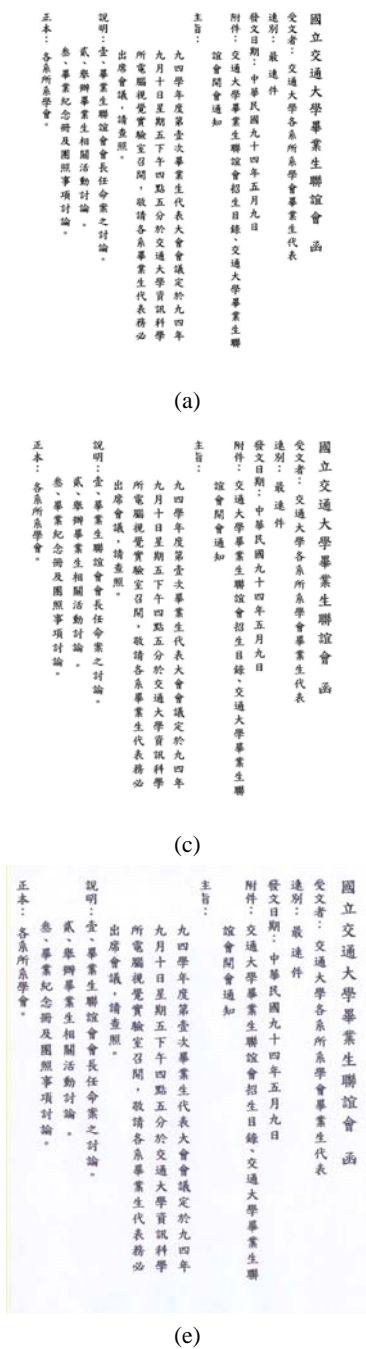 國立交通大學畢業生聯誼會 函
受文者：交通大學各系所系學會畢業生代表
速別：最速件
發文日期：中華民國九十四年五月九日
附件：交通大學畢業生聯誼會招生目錄、交通大學畢業生聯
誼會開會通知
主旨：
九四學年度第壹次畢業生代表大會會議定於九四年
九月十日星期五下午四點五分於交通大學資訊科學
所電腦視覺實驗室召開，敬請各系畢業生代表務必
出席會議，請查照。
說明：壹、畢業生聯誼會會長任命案之討論。
貳、舉辦畢業生相關活動討論。
叁、畢業紀念冊及團照事項討論。
正本：各系所系學會。
(a)
國立交通大學畢業生聯誼會 函
受文者：交通大學各系所系學會畢業生代表
速別：最速件
發文日期：中華民國九十四年五月九日
附件：交通大學畢業生聯誼會招生目錄、交通大學畢業生聯
誼會開會通知
主旨：
九四學年度第壹次畢業生代表大會會議定於九四年
九月十日星期五下午四點五分於交通大學資訊科學
所電腦視覺實驗室召開，敬請各系畢業生代表務必
出席會議，請查照。
說明：壹、畢業生聯誼會會長任命案之討論。
貳、舉辦畢業生相關活動討論。
叁、畢業紀念冊及團照事項討論。
正本：各系所系學會。
(c)
國立交通大學畢業生聯誼會 函
受文者：交通大學各系所系學會畢業生代表
速別：最速件
發文日期：中華民國九十四年五月九日
附件：交通大學畢業生聯誼會招生目錄、交通大學畢業生聯
誼會開會通知
主旨：
九四學年度第壹次畢業生代表大會會議定於九四年
九月十日星期五下午四點五分於交通大學資訊科學
所電腦視覺實驗室召開，敬請各系畢業生代表務必
出席會議，請查照。
說明：壹、畢業生聯誼會會長任命案之討論。
貳、舉辦畢業生相關活動討論。
叁、畢業紀念冊及團照事項討論。
正本：各系所系學會。
(e)